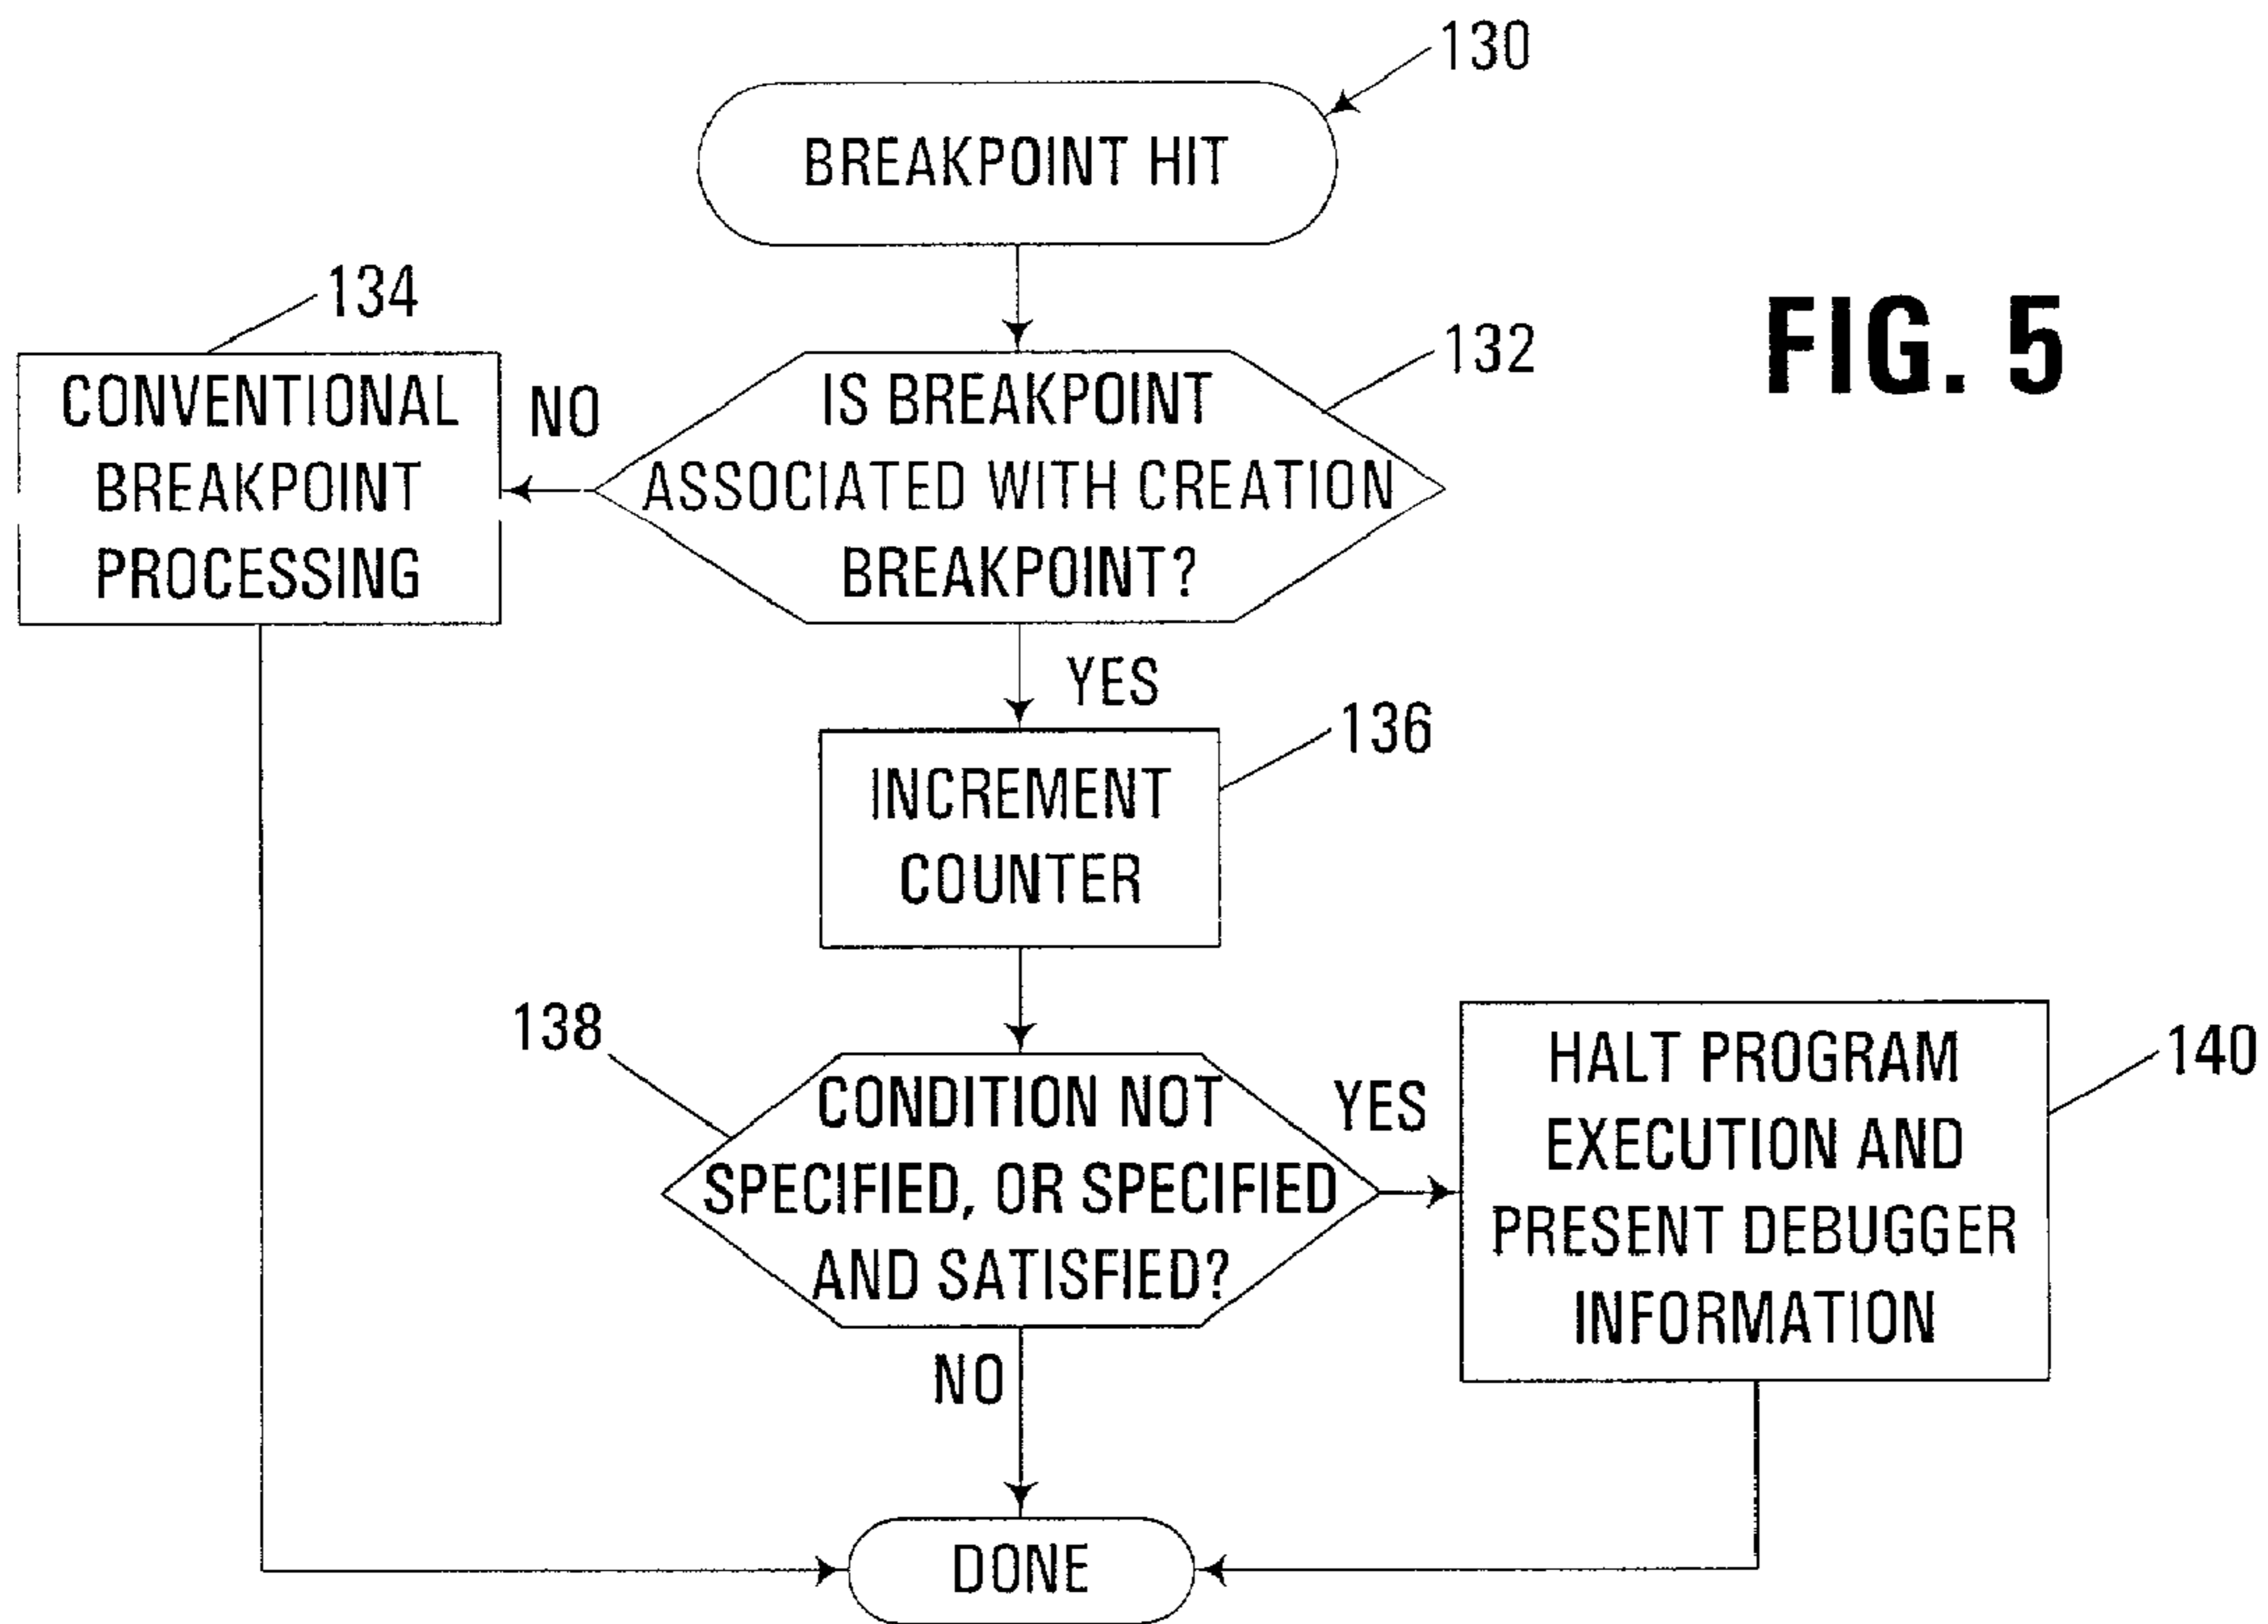 130
BREAKPOINT HIT
FIG. 5
134
132
CONVENTIONAL
BREAKPOINT
PROCESSING
NO
IS BREAKPOINT
ASSOCIATED WITH CREATION
BREAKPOINT?
YES
136
INCREMENT
COUNTER
138
CONDITION NOT
SPECIFIED, OR SPECIFIED
AND SATISFIED?
YES
140
HALT PROGRAM
EXECUTION AND
PRESENT DEBUGGER
INFORMATION
NO
DONE